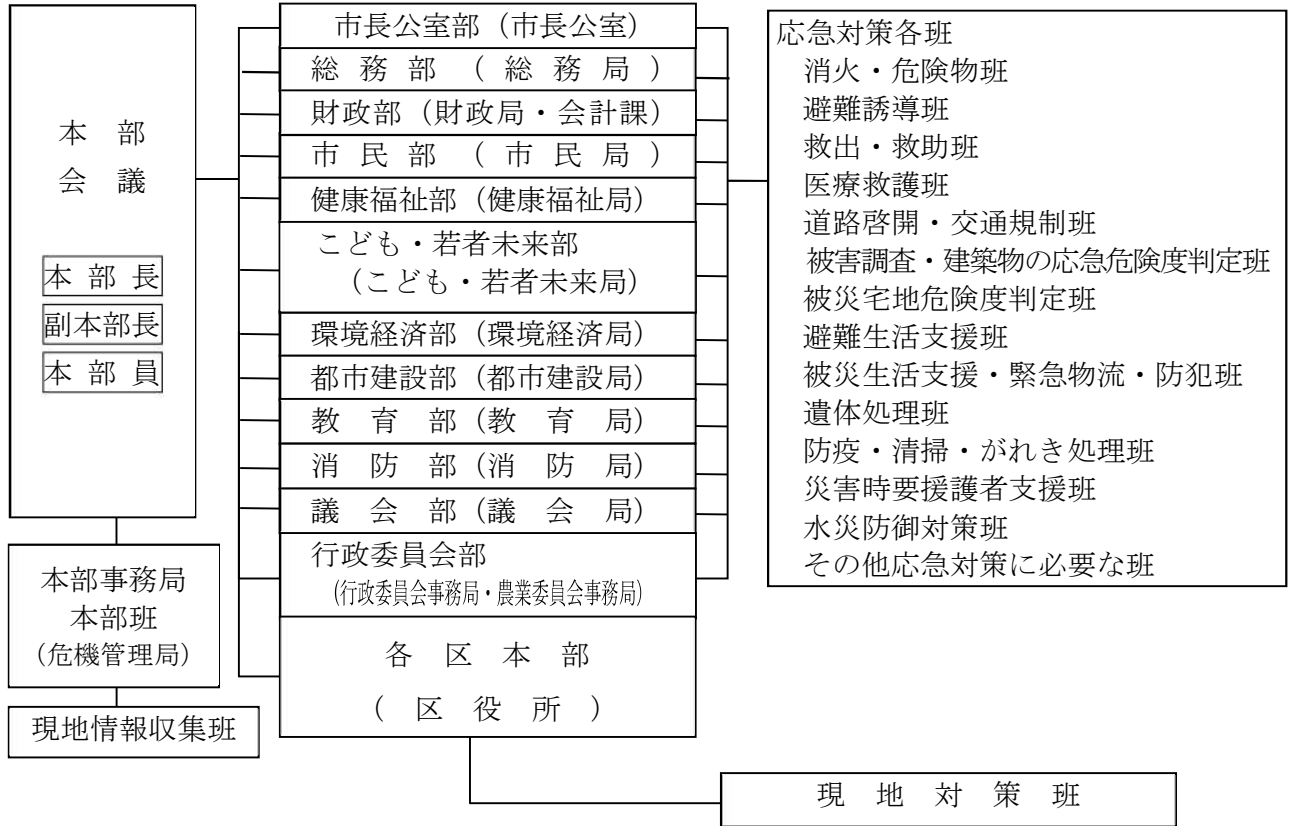 本部
会議
本部長
副本部長
本部員
本部事務局
本部班
(危機管理局)
現地情報収集班
市長公室部（市長公室）
総務部（総務局）
財政部（財政局・会計課）
市民部（市民局）
健康福祉部（健康福祉局）
こども・若者未来部
（こども・若者未来局）
環境経済部（環境経済局）
都市建設部（都市建設局）
教育部（教育局）
消防部（消防局）
議会部（議会局）
行政委員会部
(行政委員会事務局・農業委員会事務局)
各区本部
（区役所）
応急対策各班
消火・危険物班
避難誘導班
救出・救助班
医療救護班
道路啓開・交通規制班
被害調査・建築物の応急危険度判定班
被災宅地危険度判定班
避難生活支援班
被災生活支援・緊急物流・防犯班
遺体処理班
防疫・清掃・がれき処理班
災害時要援護者支援班
水災防御対策班
その他応急対策に必要な班
現地対策班